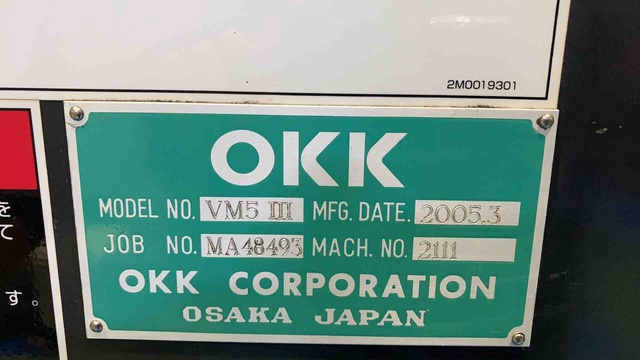 2M0019301
OKK
MODEL NO. VM5 III MFG. DATE. 2005.3
JOB NO. MA48493 MACH. NO. 2111
OKK CORPORATION
OSAKA JAPAN
を
て
す。